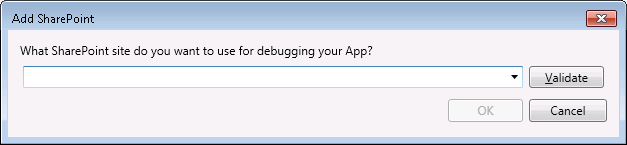 Add SharePoint
What SharePoint site do you want to use for debugging your App?
Validate
OK
Cancel